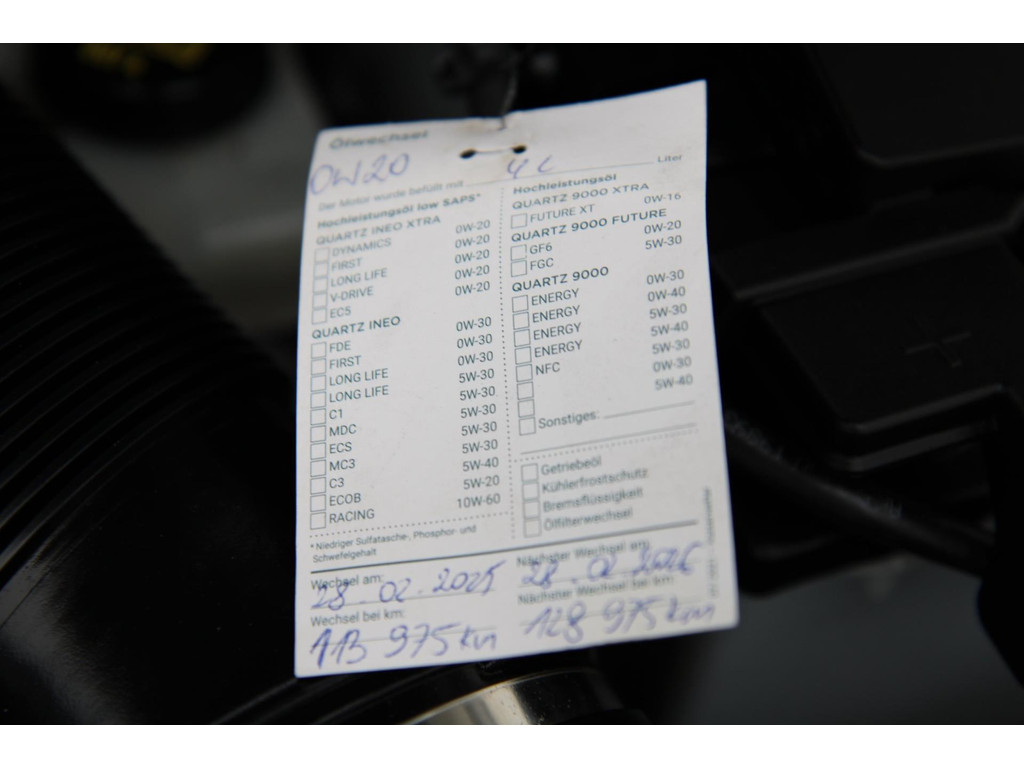 Ölwechsel
0W20 4 L
Der Motor wurde befüllt mit Liter
Hochleistungsöl low SAPS*
QUARTZ INEO XTRA
DYNAMICS 0W-20
FIRST 0W-20
LONG LIFE 0W-20
V-DRIVE 0W-20
EC5 0W-20
QUARTZ INEO
FDE 0W-30
FIRST 0W-30
LONG LIFE 0W-30
LONG LIFE 5W-30
C1 5W-30
MDC 5W-30
ECS 5W-30
MC3 5W-30
C3 5W-40
ECOB 5W-20
RACING 10W-60
*Niedriger Sulfatasche-, Phosphor- und
Schwefelgehalt
Hochleistungsöl
QUARTZ 9000 XTRA
FUTURE XT 0W-16
QUARTZ 9000 FUTURE
GF6 0W-20
FGC 5W-30
QUARTZ 9000
ENERGY 0W-30
ENERGY 0W-40
ENERGY 5W-30
ENERGY 5W-40
NFC 5W-30
0W-30
5W-40
Sonstiges:
Getriebeöl
Kühlerfrostschutz
Bremsflüssigkeit
Ölfilterwechsel
Wechsel am:
28.02.2025
Wechsel bei km:
113 975 km
Nächster Wechsel am:
28.02.2026
Nächster Wechsel bei km:
128 975 km